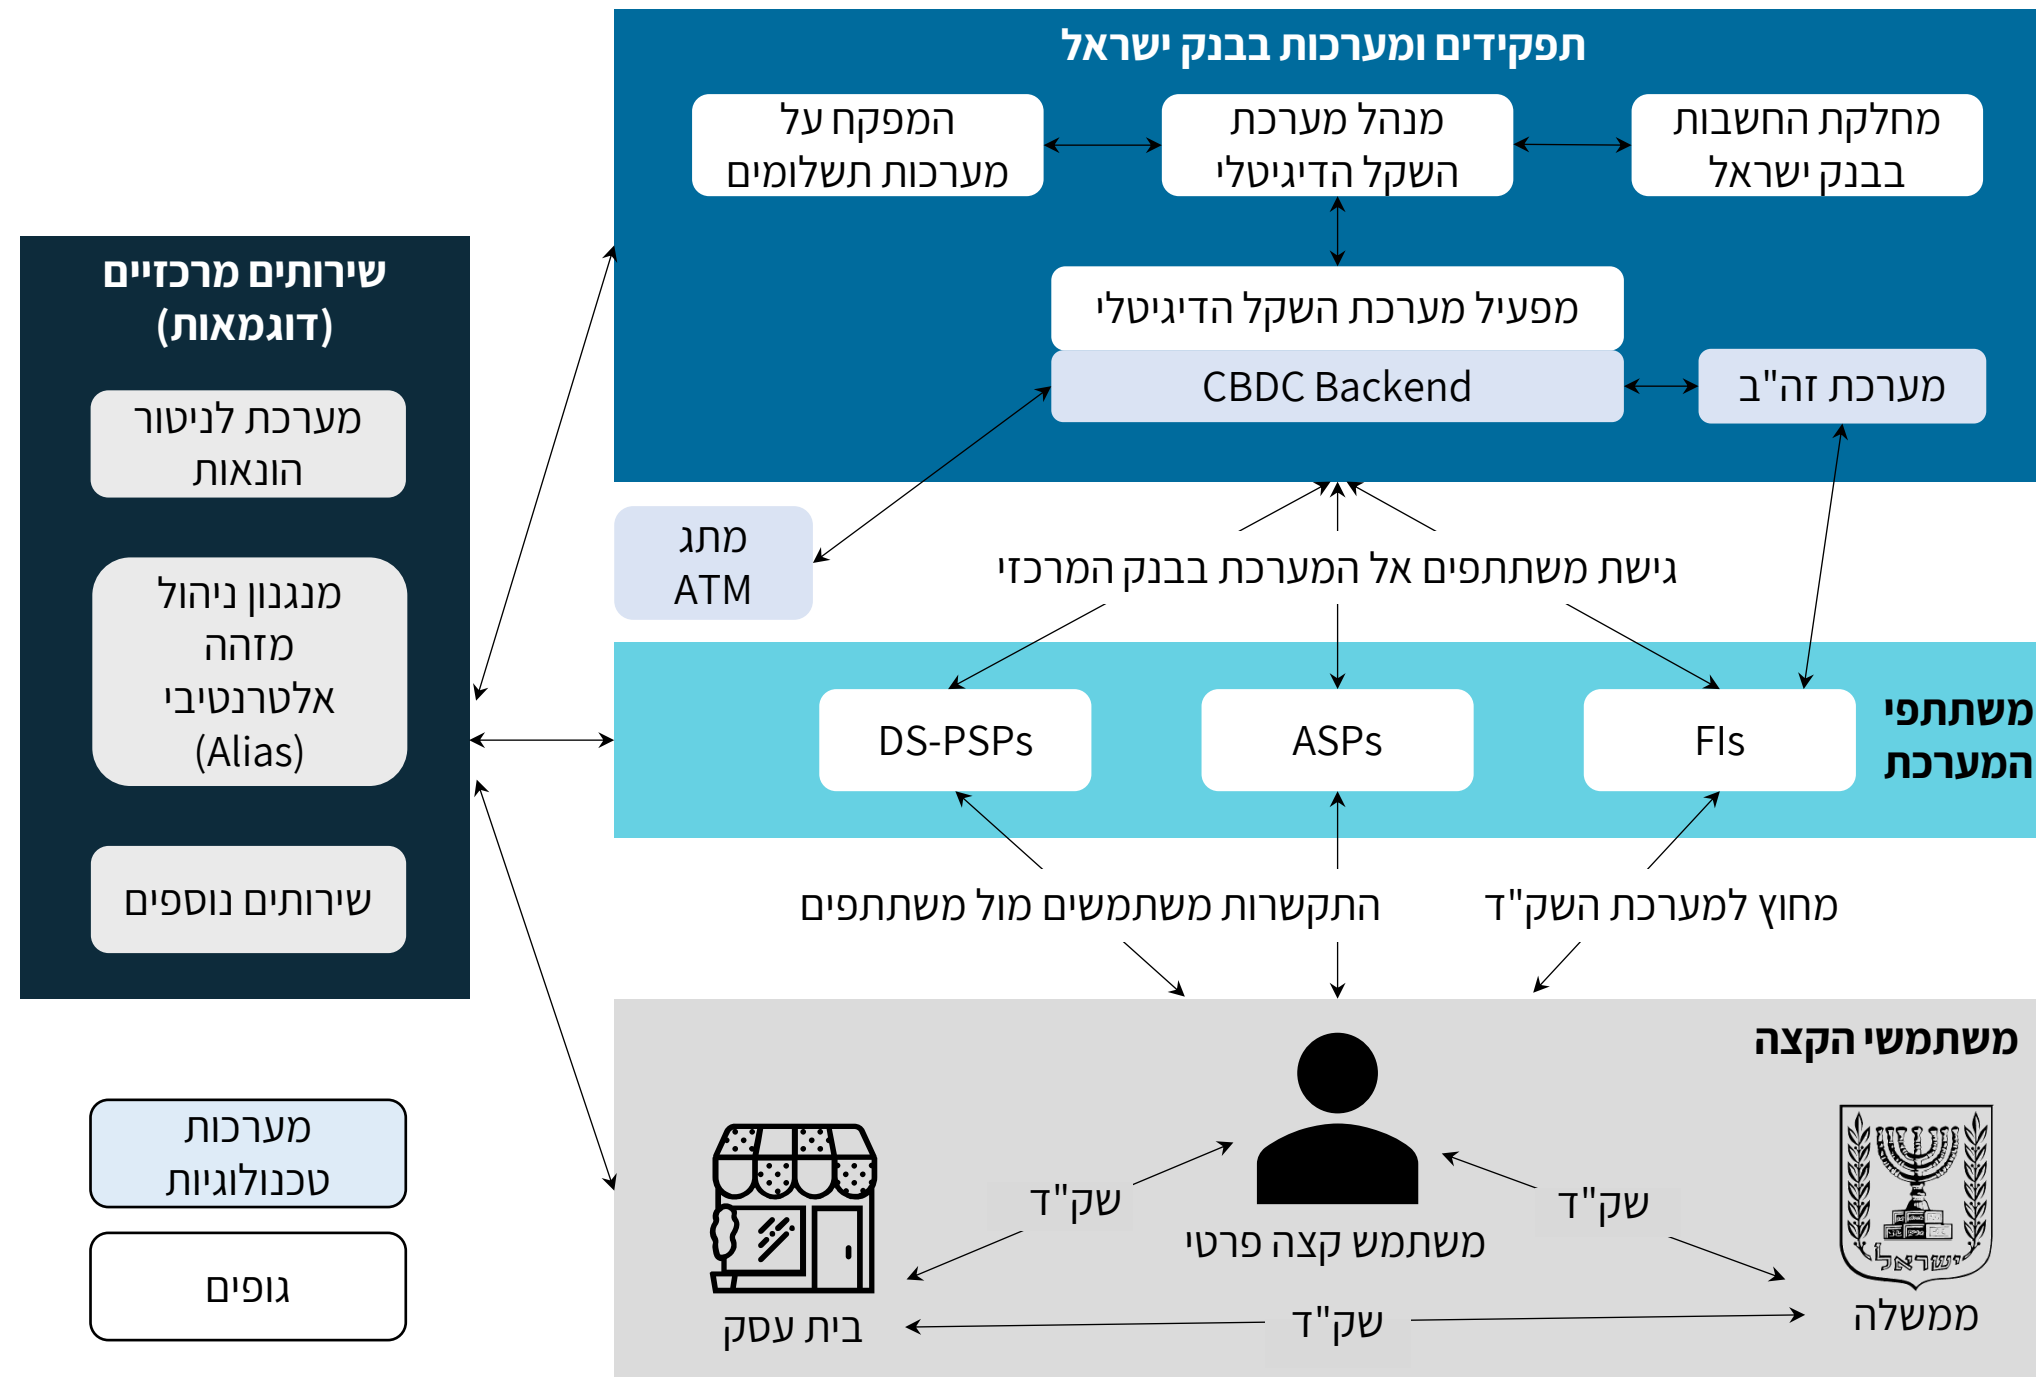 תפקידים ומערכות בבנק ישראל
מחלקת החשבות
בבנק ישראל
מנהל מערכת
השקל הדיגיטלי
המפקח על
מערכות תשלומים
מפעיל מערכת השקל הדיגיטלי
CBDC Backend
מערכת זה"ב
מתג
ATM
גישת משתתפים אל המערכת בבנק המרכזי
משתתפי
המערכת
FIs
ASPs
DS-PSPs
מחוץ למערכת השק"ד
התקשרות משתמשים מול משתתפים
משתמשי הקצה
שק"ד
שק"ד
משתמש קצה פרטי
ישראל
ממשלה
שק"ד
בית עסק
שירותים מרכזיים
(דוגמאות)
מערכת לניטור
הונאות
מנגנון ניהול
מזהה
אלטרנטיבי
(Alias)
שירותים נוספים
מערכות
טכנולוגיות
גופים